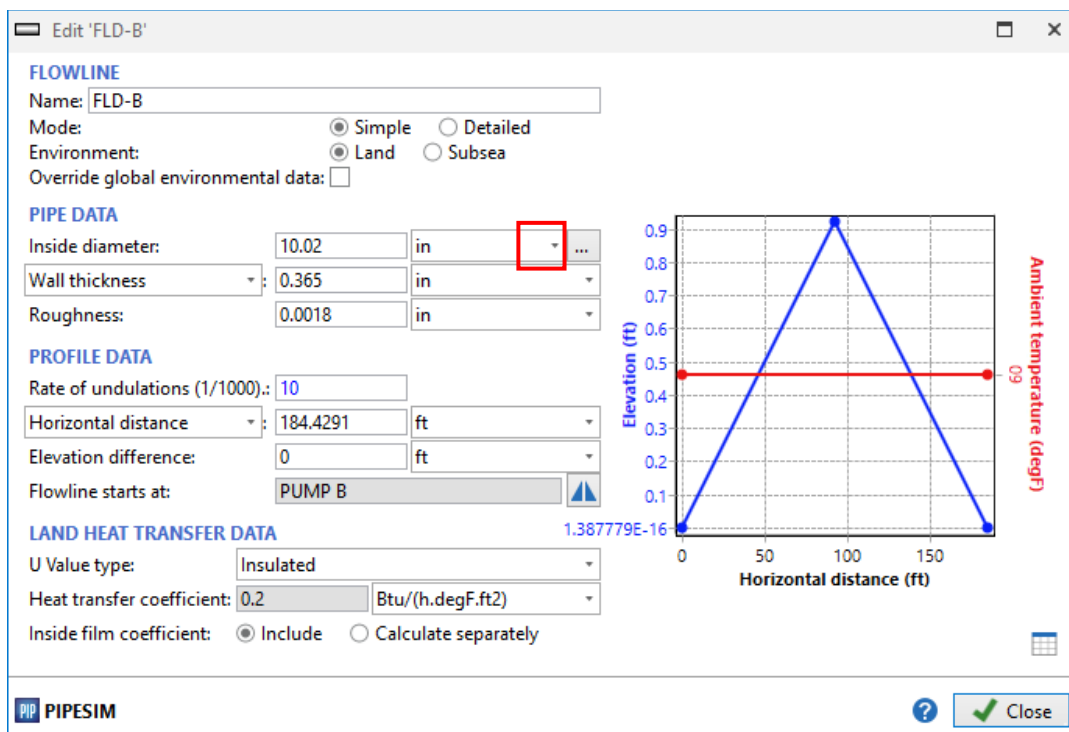 Edit 'FLD-B'
FLOWLINE
Name: FLD-B
Mode: Simple Detailed
Environment: Land Subsea
Override global environmental data:
PIPE DATA
Inside diameter: 10.02 in ...
Wall thickness : 0.365 in
Roughness: 0.0018 in
PROFILE DATA
Rate of undulations (1/1000).: 10
Horizontal distance : 184.4291 ft
Elevation difference: 0 ft
Flowline starts at: PUMP B
LAND HEAT TRANSFER DATA
U Value type: Insulated
Heat transfer coefficient: 0.2 Btu/(h.degF.ft2)
Inside film coefficient: Include Calculate separately
Elevation (ft)
0.9
0.8
0.7
0.6
0.5
0.4
0.3
0.2
0.1
1.387779E-16
0 50 100 150
Horizontal distance (ft)
60
Ambient temperature (degF)
PIP PIPESIM
? Close